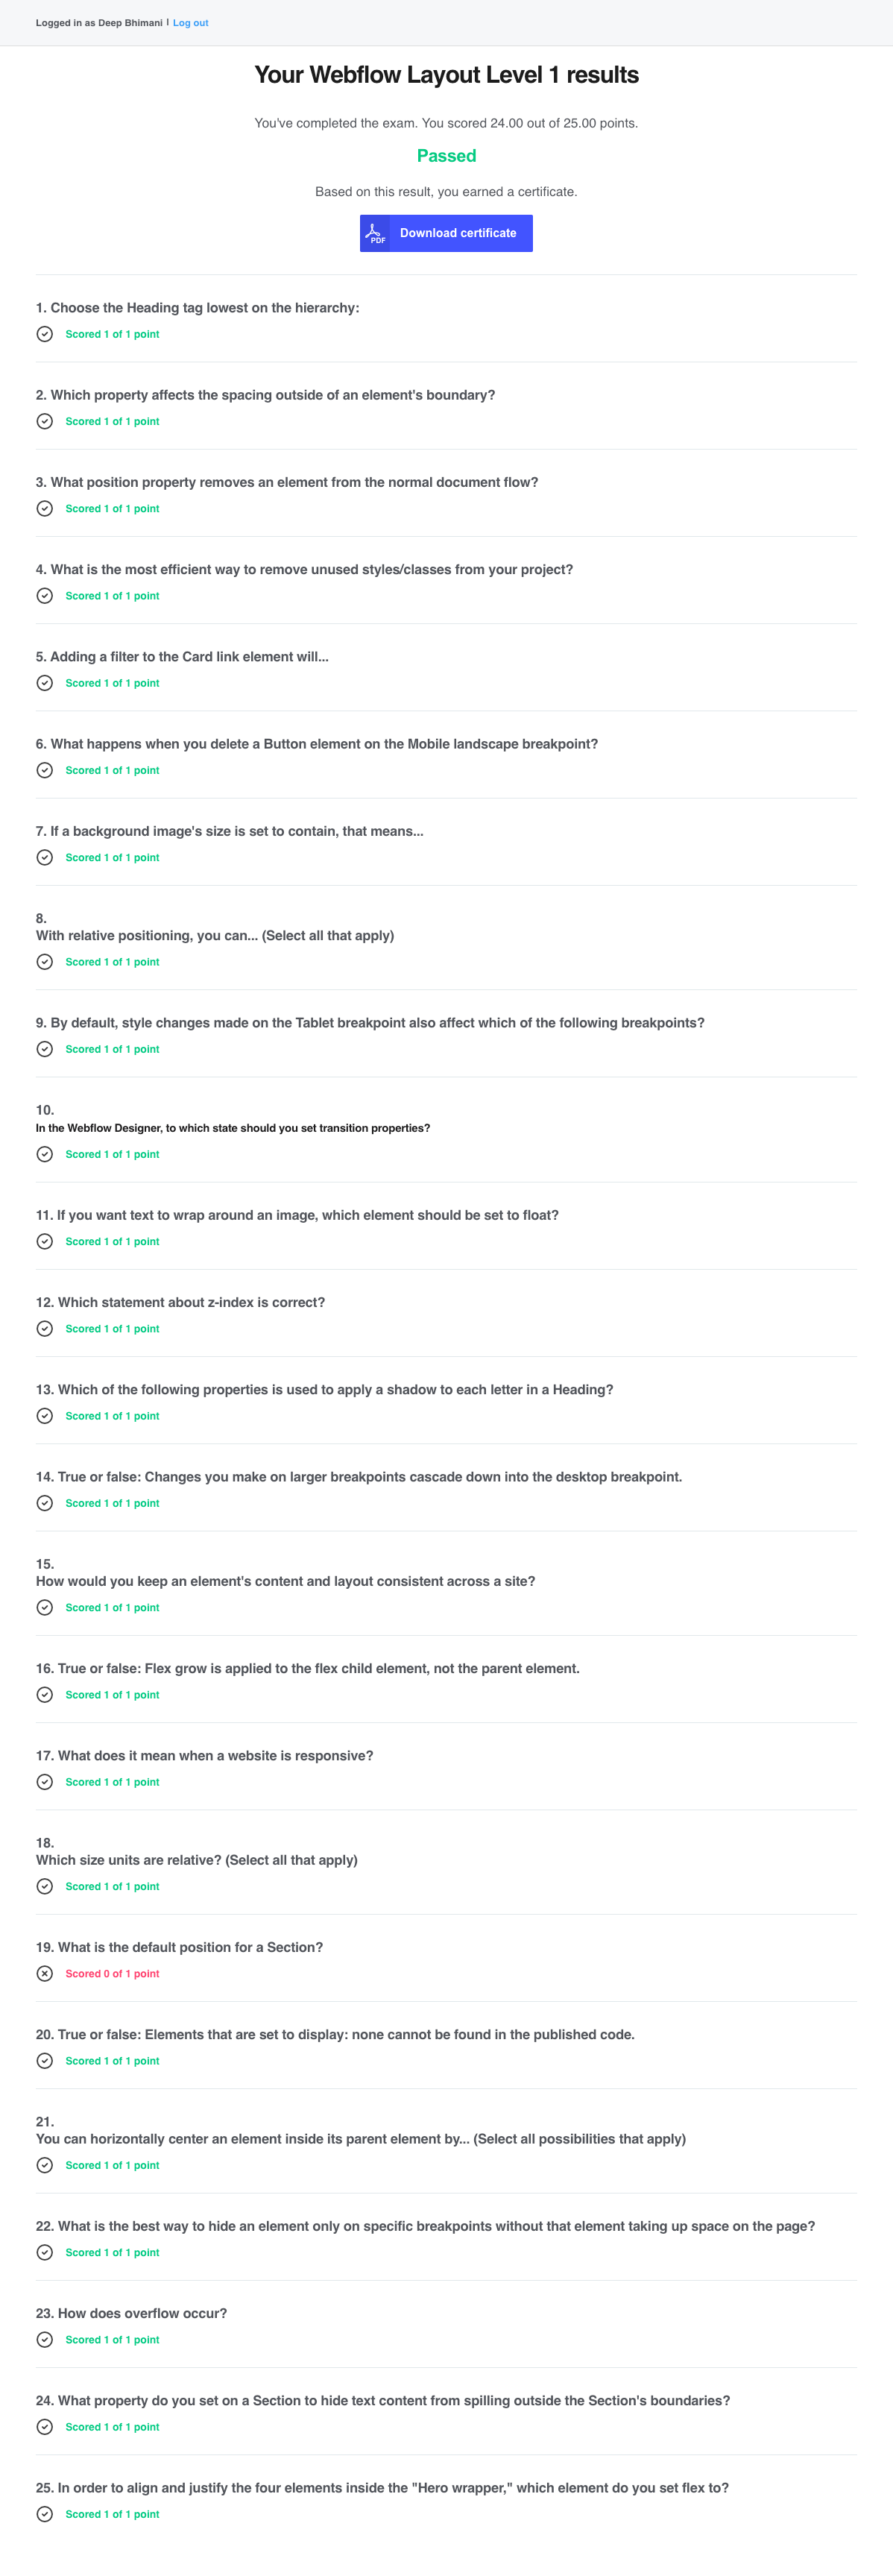 Logged in as Deep Bhimani | Log out
Your Webflow Layout Level 1 results
You've completed the exam. You scored 24.00 out of 25.00 points.
Passed
Based on this result, you earned a certificate.
PDF Download certificate
1. Choose the Heading tag lowest on the hierarchy:
Scored 1 of 1 point
2. Which property affects the spacing outside of an element's boundary?
Scored 1 of 1 point
3. What position property removes an element from the normal document flow?
Scored 1 of 1 point
4. What is the most efficient way to remove unused styles/classes from your project?
Scored 1 of 1 point
5. Adding a filter to the Card link element will...
Scored 1 of 1 point
6. What happens when you delete a Button element on the Mobile landscape breakpoint?
Scored 1 of 1 point
7. If a background image's size is set to contain, that means...
Scored 1 of 1 point
8.
With relative positioning, you can... (Select all that apply)
Scored 1 of 1 point
9. By default, style changes made on the Tablet breakpoint also affect which of the following breakpoints?
Scored 1 of 1 point
10.
In the Webflow Designer, to which state should you set transition properties?
Scored 1 of 1 point
11. If you want text to wrap around an image, which element should be set to float?
Scored 1 of 1 point
12. Which statement about z-index is correct?
Scored 1 of 1 point
13. Which of the following properties is used to apply a shadow to each letter in a Heading?
Scored 1 of 1 point
14. True or false: Changes you make on larger breakpoints cascade down into the desktop breakpoint.
Scored 1 of 1 point
15.
How would you keep an element's content and layout consistent across a site?
Scored 1 of 1 point
16. True or false: Flex grow is applied to the flex child element, not the parent element.
Scored 1 of 1 point
17. What does it mean when a website is responsive?
Scored 1 of 1 point
18.
Which size units are relative? (Select all that apply)
Scored 1 of 1 point
19. What is the default position for a Section?
Scored 0 of 1 point
20. True or false: Elements that are set to display: none cannot be found in the published code.
Scored 1 of 1 point
21.
You can horizontally center an element inside its parent element by... (Select all possibilities that apply)
Scored 1 of 1 point
22. What is the best way to hide an element only on specific breakpoints without that element taking up space on the page?
Scored 1 of 1 point
23. How does overflow occur?
Scored 1 of 1 point
24. What property do you set on a Section to hide text content from spilling outside the Section's boundaries?
Scored 1 of 1 point
25. In order to align and justify the four elements inside the "Hero wrapper," which element do you set flex to?
Scored 1 of 1 point